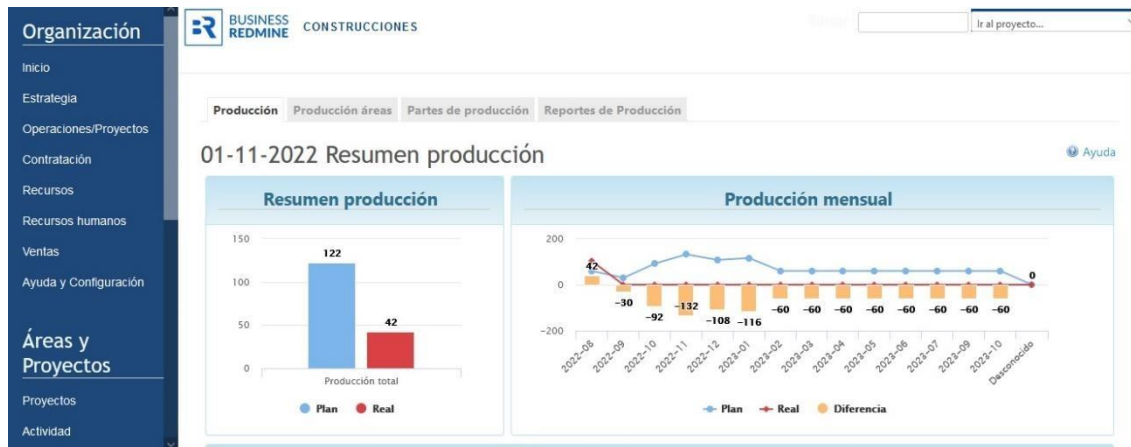 Organización
Inicio
Estrategia
Operaciones/Proyectos
Contratación
Recursos
Recursos humanos
Ventas
Ayuda y Configuración
Áreas y
Proyectos
Proyectos
Actividad
BUSINESS
REDMINE
CONSTRUCCIONES
Ir al proyecto...
Producción Producción áreas Partes de producción Reportes de Producción
01-11-2022 Resumen producción
Ayuda
Resumen producción
150
100
50
0
122
42
Producción total
Plan Real
Producción mensual
200
0
-200
42
-30
-92
-132
-108
-116
-60
-60
-60
-60
-60
-60
-60
-60
0
2022-08
2022-09
2022-10
2022-11
2022-12
2023-01
2023-02
2023-03
2023-04
2023-05
2023-06
2023-07
2023-09
2023-10
Desconocido
Plan Real Diferencia